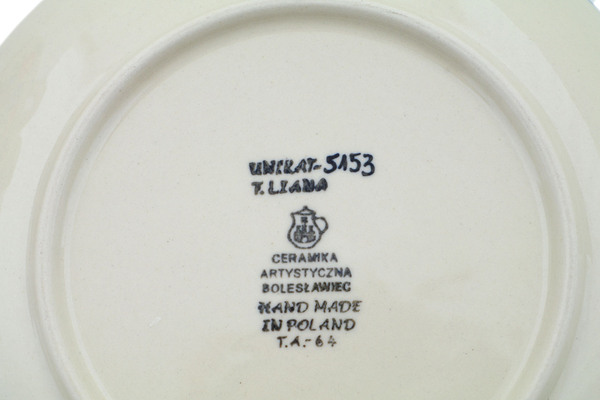 UNIKAT-5153
T. LIANA
CERAMIKA
ARTYSTYCZNA
BOLESŁAWIEC
HAND MADE
IN POLAND
T.A.-64